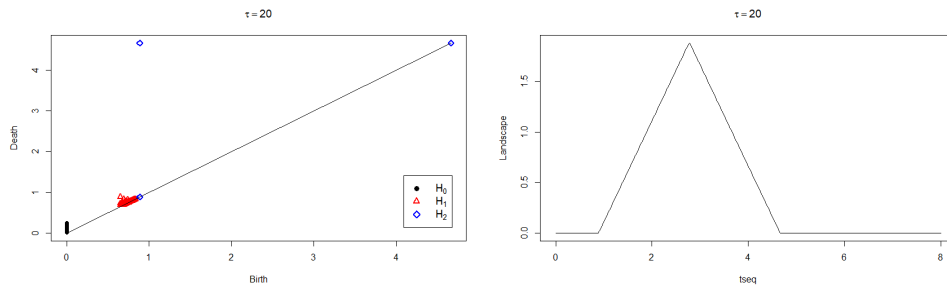 τ = 20
Death
0 1 2 3 4
0 1 2 3 4
Birth
H0
H1
H2
τ = 20
Landscape
0.0 0.5 1.0 1.5
0 2 4 6 8
tseq